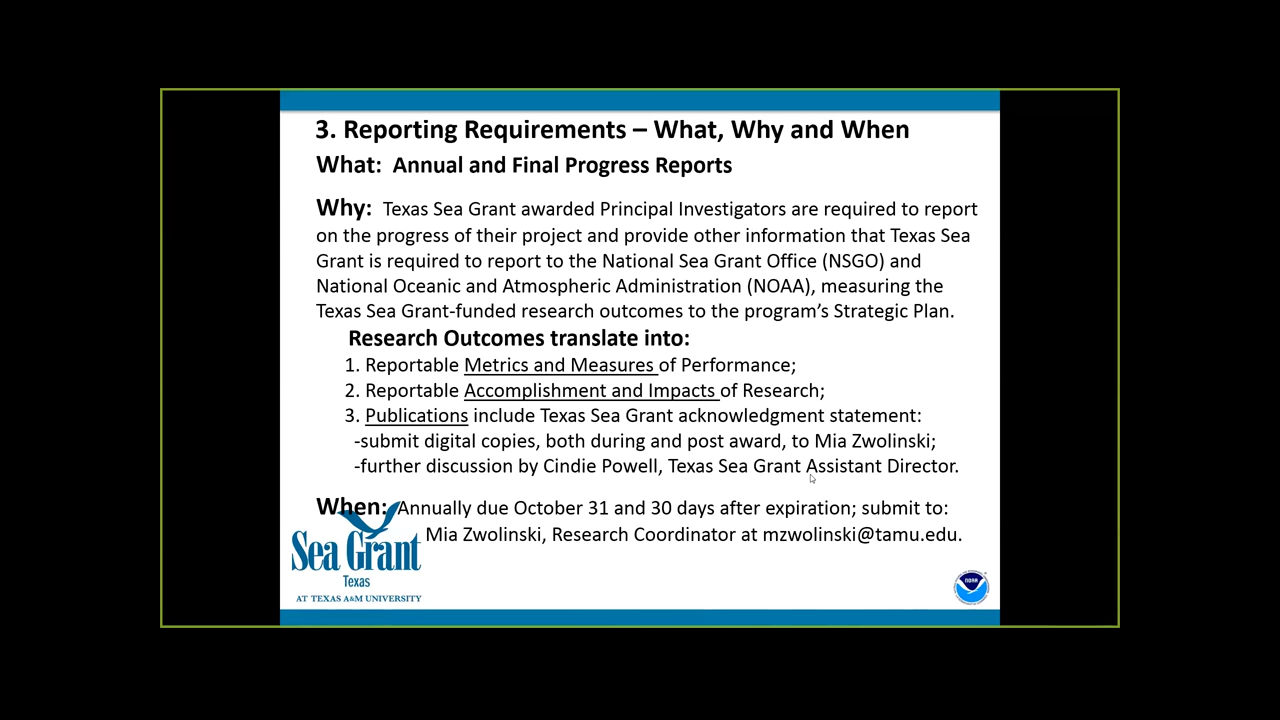 3. Reporting Requirements – What, Why and When
What: Annual and Final Progress Reports
Why: Texas Sea Grant awarded Principal Investigators are required to report
on the progress of their project and provide other information that Texas Sea
Grant is required to report to the National Sea Grant Office (NSGO) and
National Oceanic and Atmospheric Administration (NOAA), measuring the
Texas Sea Grant-funded research outcomes to the program’s Strategic Plan.
Research Outcomes translate into:
1. Reportable Metrics and Measures of Performance;
2. Reportable Accomplishment and Impacts of Research;
3. Publications include Texas Sea Grant acknowledgment statement:
-submit digital copies, both during and post award, to Mia Zwolinski;
-further discussion by Cindie Powell, Texas Sea Grant Assistant Director.
When: Annually due October 31 and 30 days after expiration; submit to:
Mia Zwolinski, Research Coordinator at mzwolinski@tamu.edu.
Sea Grant
Texas
AT TEXAS A&M UNIVERSITY
NOAA